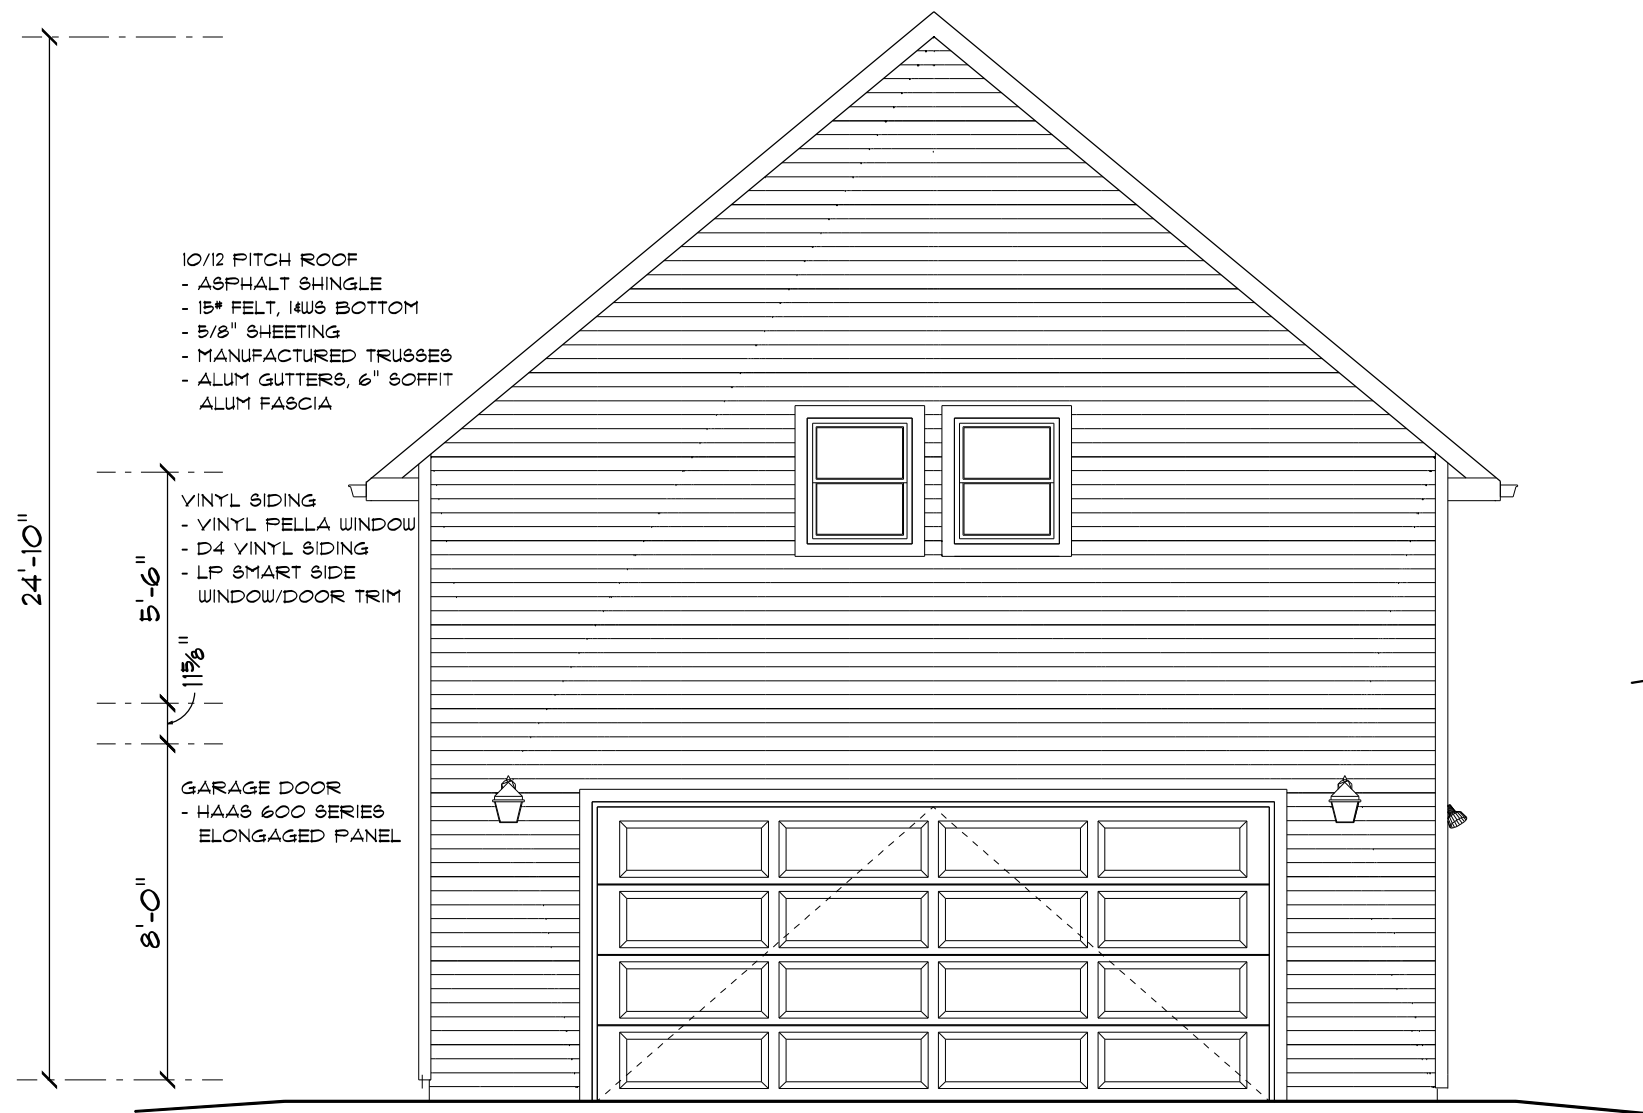 24'-10"
10/12 PITCH ROOF
- ASPHALT SHINGLE
- 15# FELT, I&WS BOTTOM
- 5/8" SHEETING
- MANUFACTURED TRUSSES
- ALUM GUTTERS, 6" SOFFIT
ALUM FASCIA
5'-6"
VINYL SIDING
- VINYL PELLA WINDOW
- D4 VINYL SIDING
- LP SMART SIDE
WINDOW/DOOR TRIM
11 5/8"
GARAGE DOOR
- HAAS 600 SERIES
ELONGAGED PANEL
8'-0"